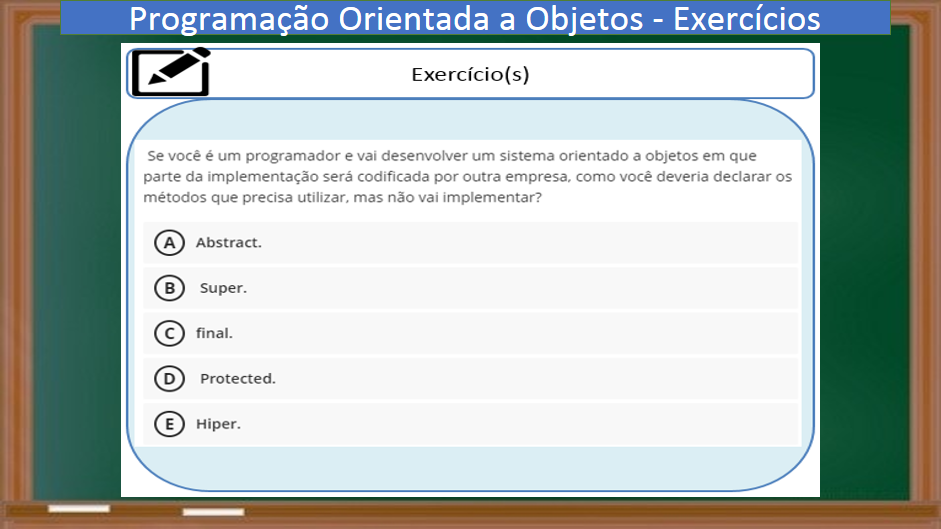 Programação Orientada a Objetos - Exercícios
Exercício(s)
Se você é um programador e vai desenvolver um sistema orientado a objetos em que
parte da implementação será codificada por outra empresa, como você deveria declarar os
métodos que precisa utilizar, mas não vai implementar?
A Abstract.
B Super.
C final.
D Protected.
E Hiper.